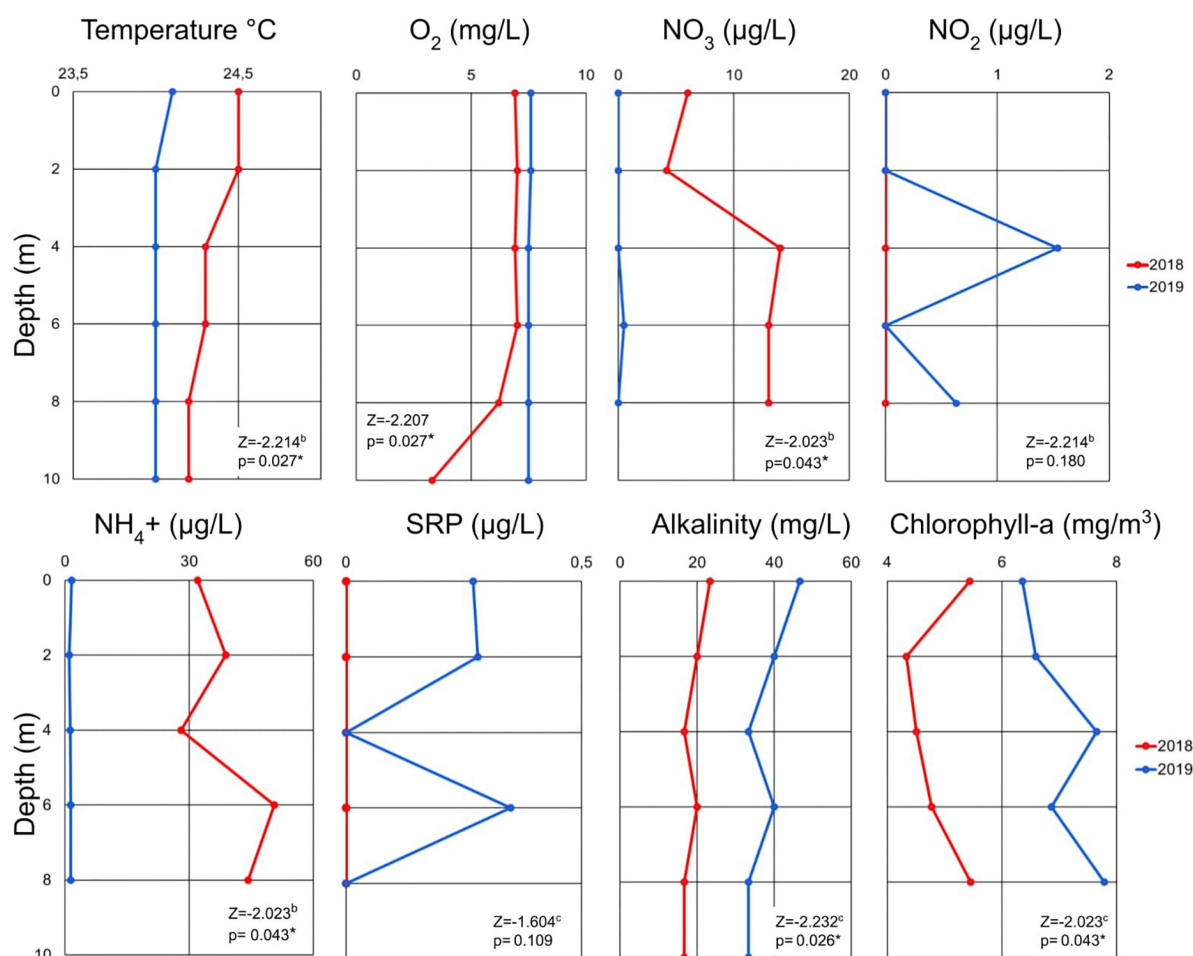 Temperature °C
O₂ (mg/L)
NO₃ (µg/L)
NO₂ (µg/L)
23,5 24,5
0 5 10
0 10 20
0 1 2
0
2
4
6
8
10
Depth (m)
Z=-2.214ᵇ
p= 0.027*
Z=-2.207
p= 0.027*
Z=-2.023ᵇ
p=0.043*
Z=-2.214ᵇ
p= 0.180
2018
2019
NH₄+ (µg/L)
SRP (µg/L)
Alkalinity (mg/L)
Chlorophyll-a (mg/m³)
0 30 60
0 0,5
0 20 40 60
4 6 8
0
2
4
6
8
10
Depth (m)
Z=-2.023ᵇ
p= 0.043*
Z=-1.604ᶜ
p= 0.109
Z=-2.232ᶜ
p= 0.026*
Z=-2.023ᶜ
p= 0.043*
2018
2019